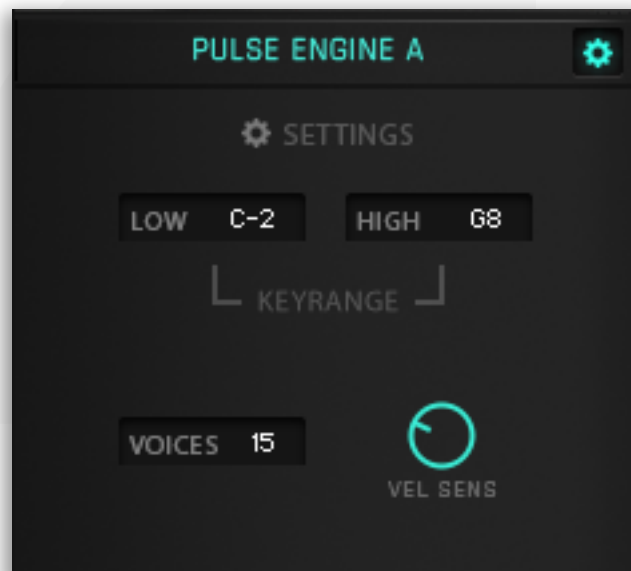 PULSE ENGINE A
SETTINGS
LOW C-2 HIGH G8
KEYRANGE
VOICES 15
VEL SENS